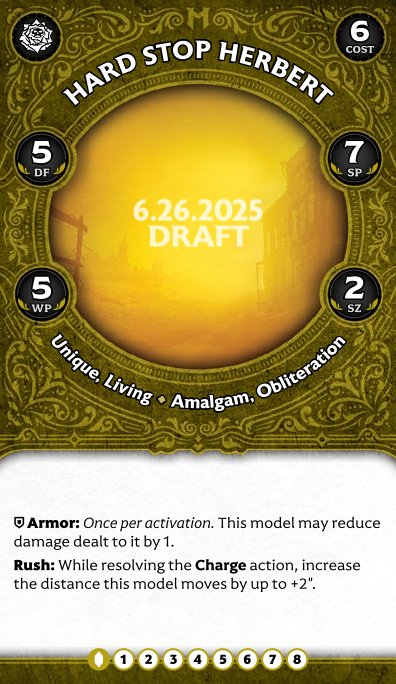 HARD STOP HERBERT
6
COST
5
DF
7
SP
6.26.2025
DRAFT
5
WP
2
SZ
Unique, Living ⬥ Amalgam, Obliteration
Armor: Once per activation. This model may reduce
damage dealt to it by 1.
Rush: While resolving the Charge action, increase
the distance this model moves by up to +2".
1 2 3 4 5 6 7 8